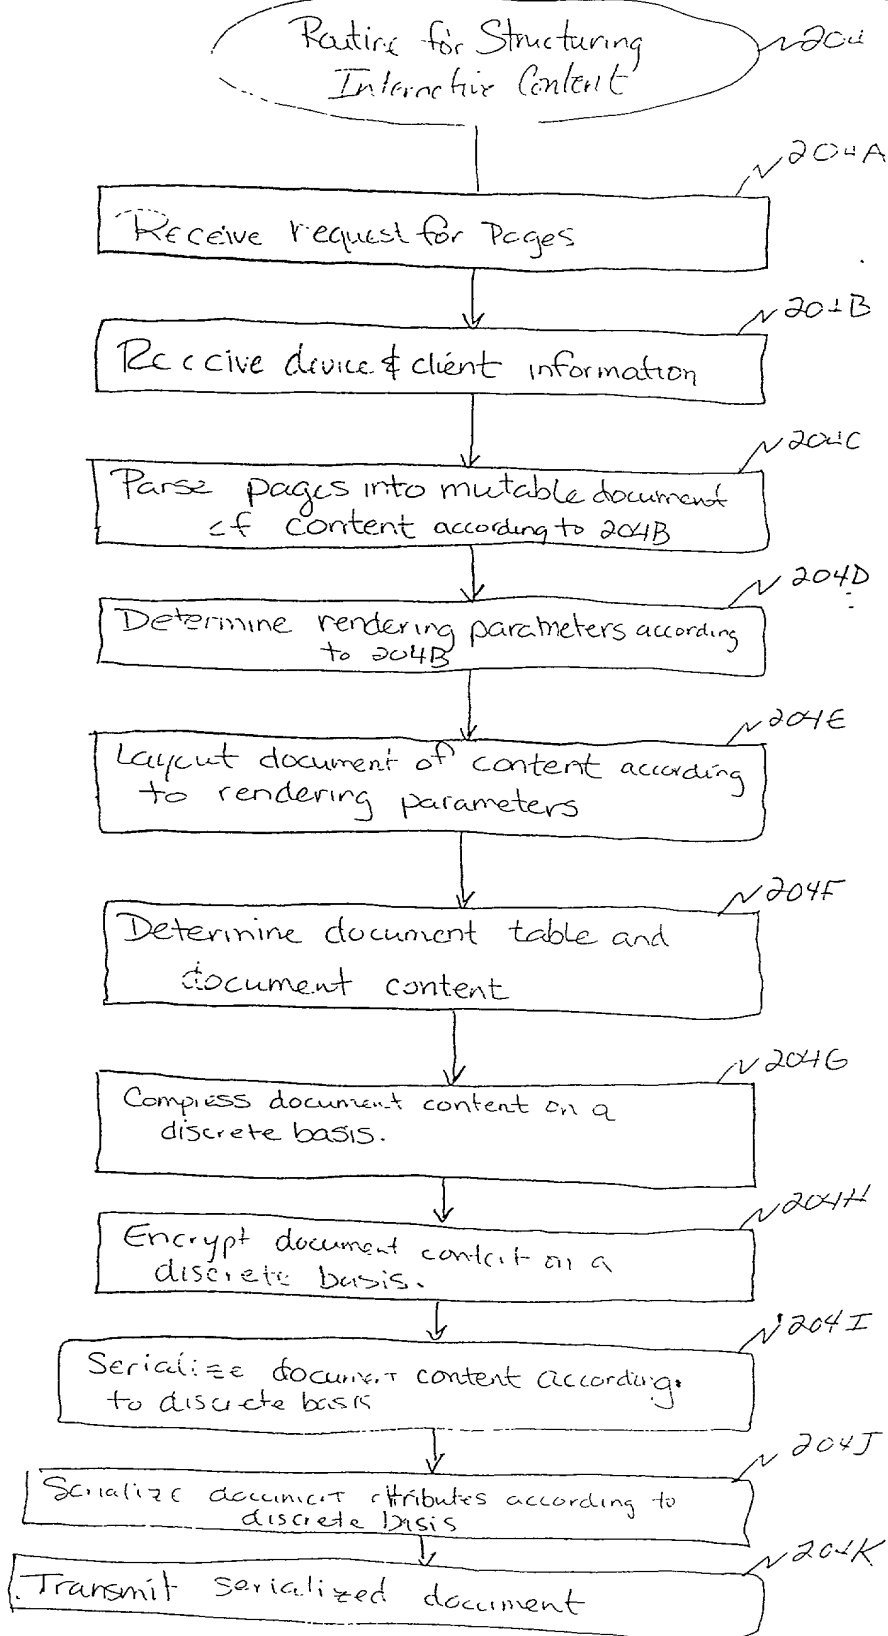 Routine for Structuring
Interactive Content
204
204A
Receive request for Pages
204B
Receive device & client information
204C
Parse pages into mutable document
of content according to 204B
204D
Determine rendering parameters according
to 204B
204E
Layout document of content according
to rendering parameters
204F
Determine document table and
document content
204G
Compress document content on a
discrete basis.
204H
Encrypt document content on a
discrete basis.
204I
Serialize document content according
to discrete basis
204J
Serialize document attributes according to
discrete basis
204K
Transmit serialized document